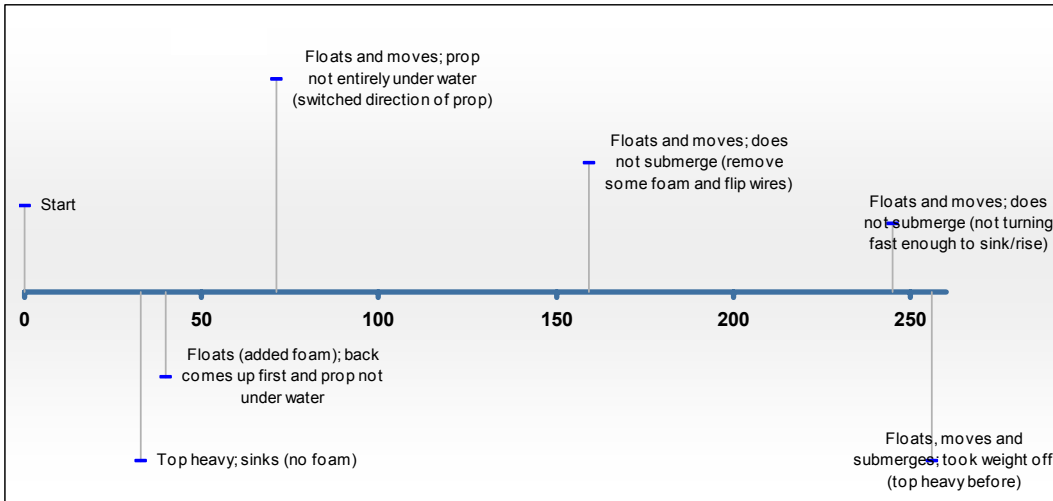 Floats and moves; prop
not entirely under water
(switched direction of prop)
Floats and moves; does
not submerge (remove
some foam and flip wires)
Start
Floats and moves; does
not submerge (not turning
fast enough to sink/rise)
0
50
100
150
200
250
Floats (added foam); back
comes up first and prop not
under water
Top heavy; sinks (no foam)
Floats, moves and
submerges; took weight off
(top heavy before)